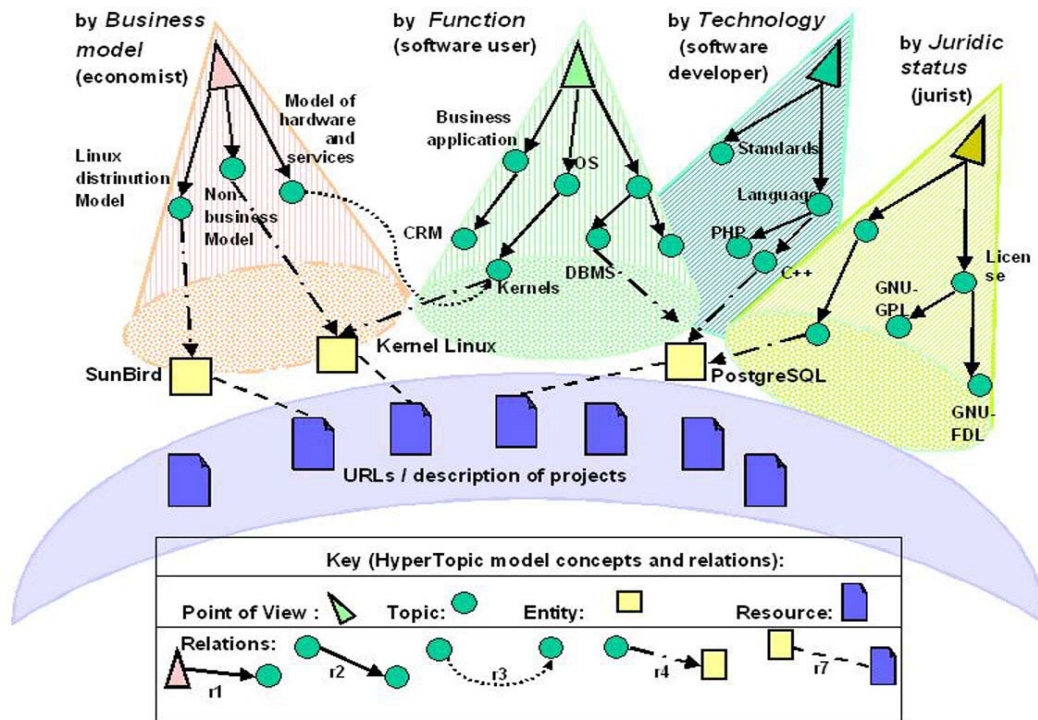 by Business
model
(economist)
by Function
(software user)
by Technology
(software
developer)
by Juridic
status
(jurist)
Model of
hardware
and
services
Linux
distrinution
Model
Non-
business
Model
Business
application
OS
CRM
DBMS
Kernels
Standards
Language
PHP
C++
Licen
se
GNU-
GPL
GNU-
FDL
SunBird
Kernel Linux
PostgreSQL
URLs / description of projects
Key (HyperTopic model concepts and relations):
Point of View :
Topic:
Entity:
Resource:
Relations:
r1
r2
r3
r4
r7